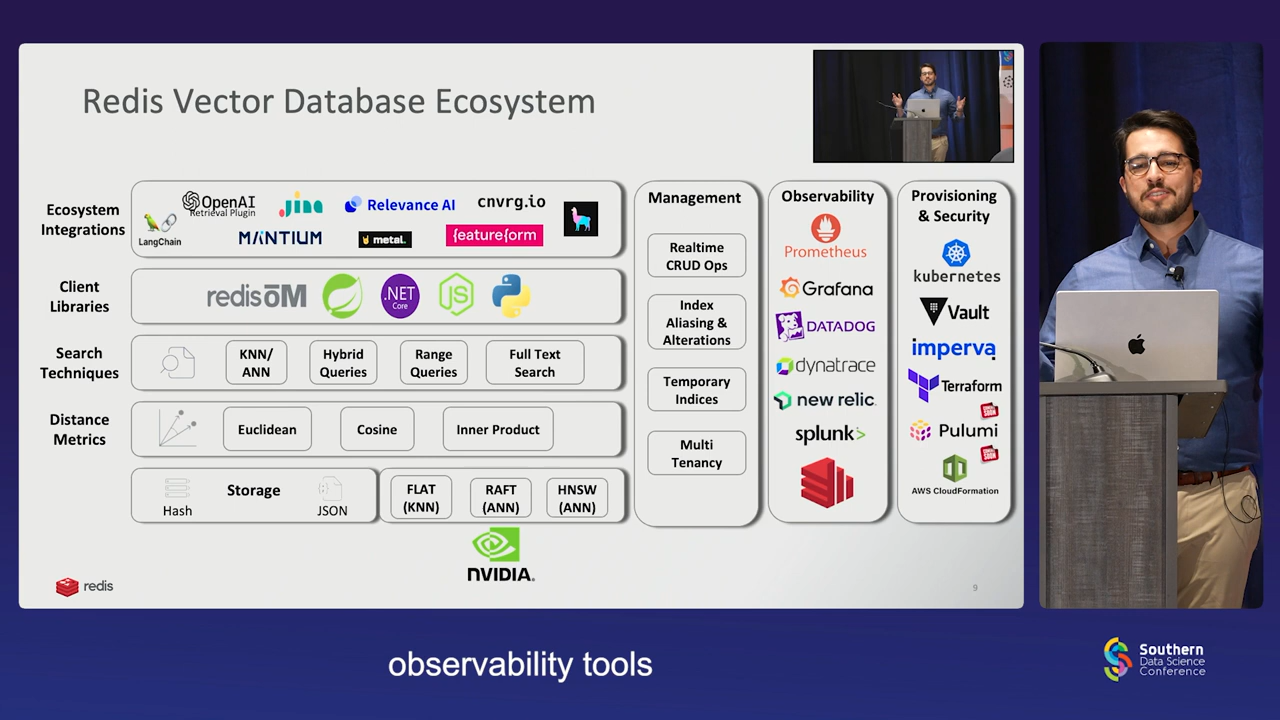 Redis Vector Database Ecosystem
Ecosystem
Integrations
LangChain
OpenAI
Retrieval Plugin
jina
Relevance AI
cnvrg.io
MANTIUM
metal.
{eature{orm
Client
Libraries
redisOM
.NET
Core
JS
Search
Techniques
KNN/
ANN
Hybrid
Queries
Range
Queries
Full Text
Search
Distance
Metrics
Euclidean
Cosine
Inner Product
Hash
Storage
JSON
FLAT
(KNN)
RAFT
(ANN)
HNSW
(ANN)
NVIDIA.
Management
Realtime
CRUD Ops
Index
Aliasing &
Alterations
Temporary
Indices
Multi
Tenancy
Observability
Prometheus
Grafana
DATADOG
dynatrace
new relic.
splunk>
Provisioning
& Security
kubernetes
Vault
imperva
Terraform
Pulumi
AWS CloudFormation
redis
9
observability tools
Southern
Data Science
Conference